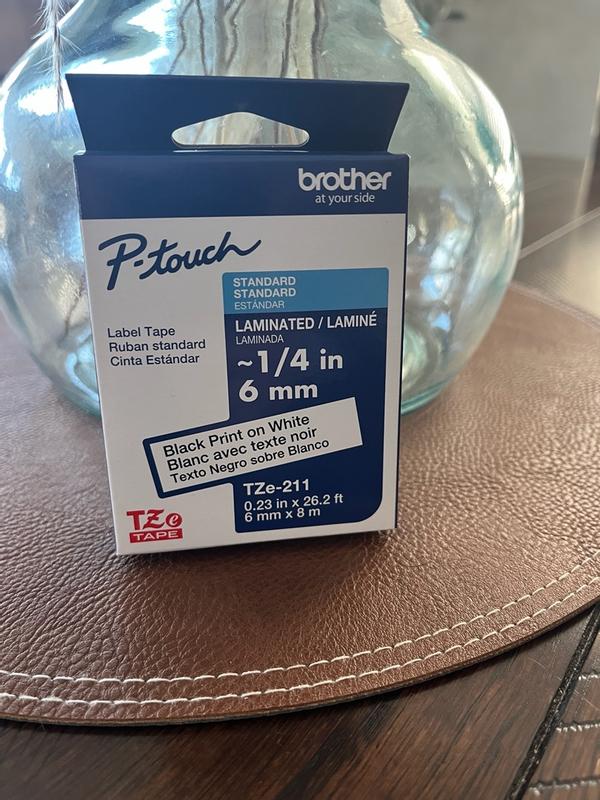 brother
at your side
P-touch
STANDARD
STANDARD
ESTÁNDAR
Label Tape
Ruban standard
Cinta Estándar
LAMINATED / LAMINÉ
LAMINADA
~1/4 in
6 mm
Black Print on White
Blanc avec texte noir
Texto Negro sobre Blanco
TZe-211
0.23 in x 26.2 ft
6 mm x 8 m
TZe
TAPE